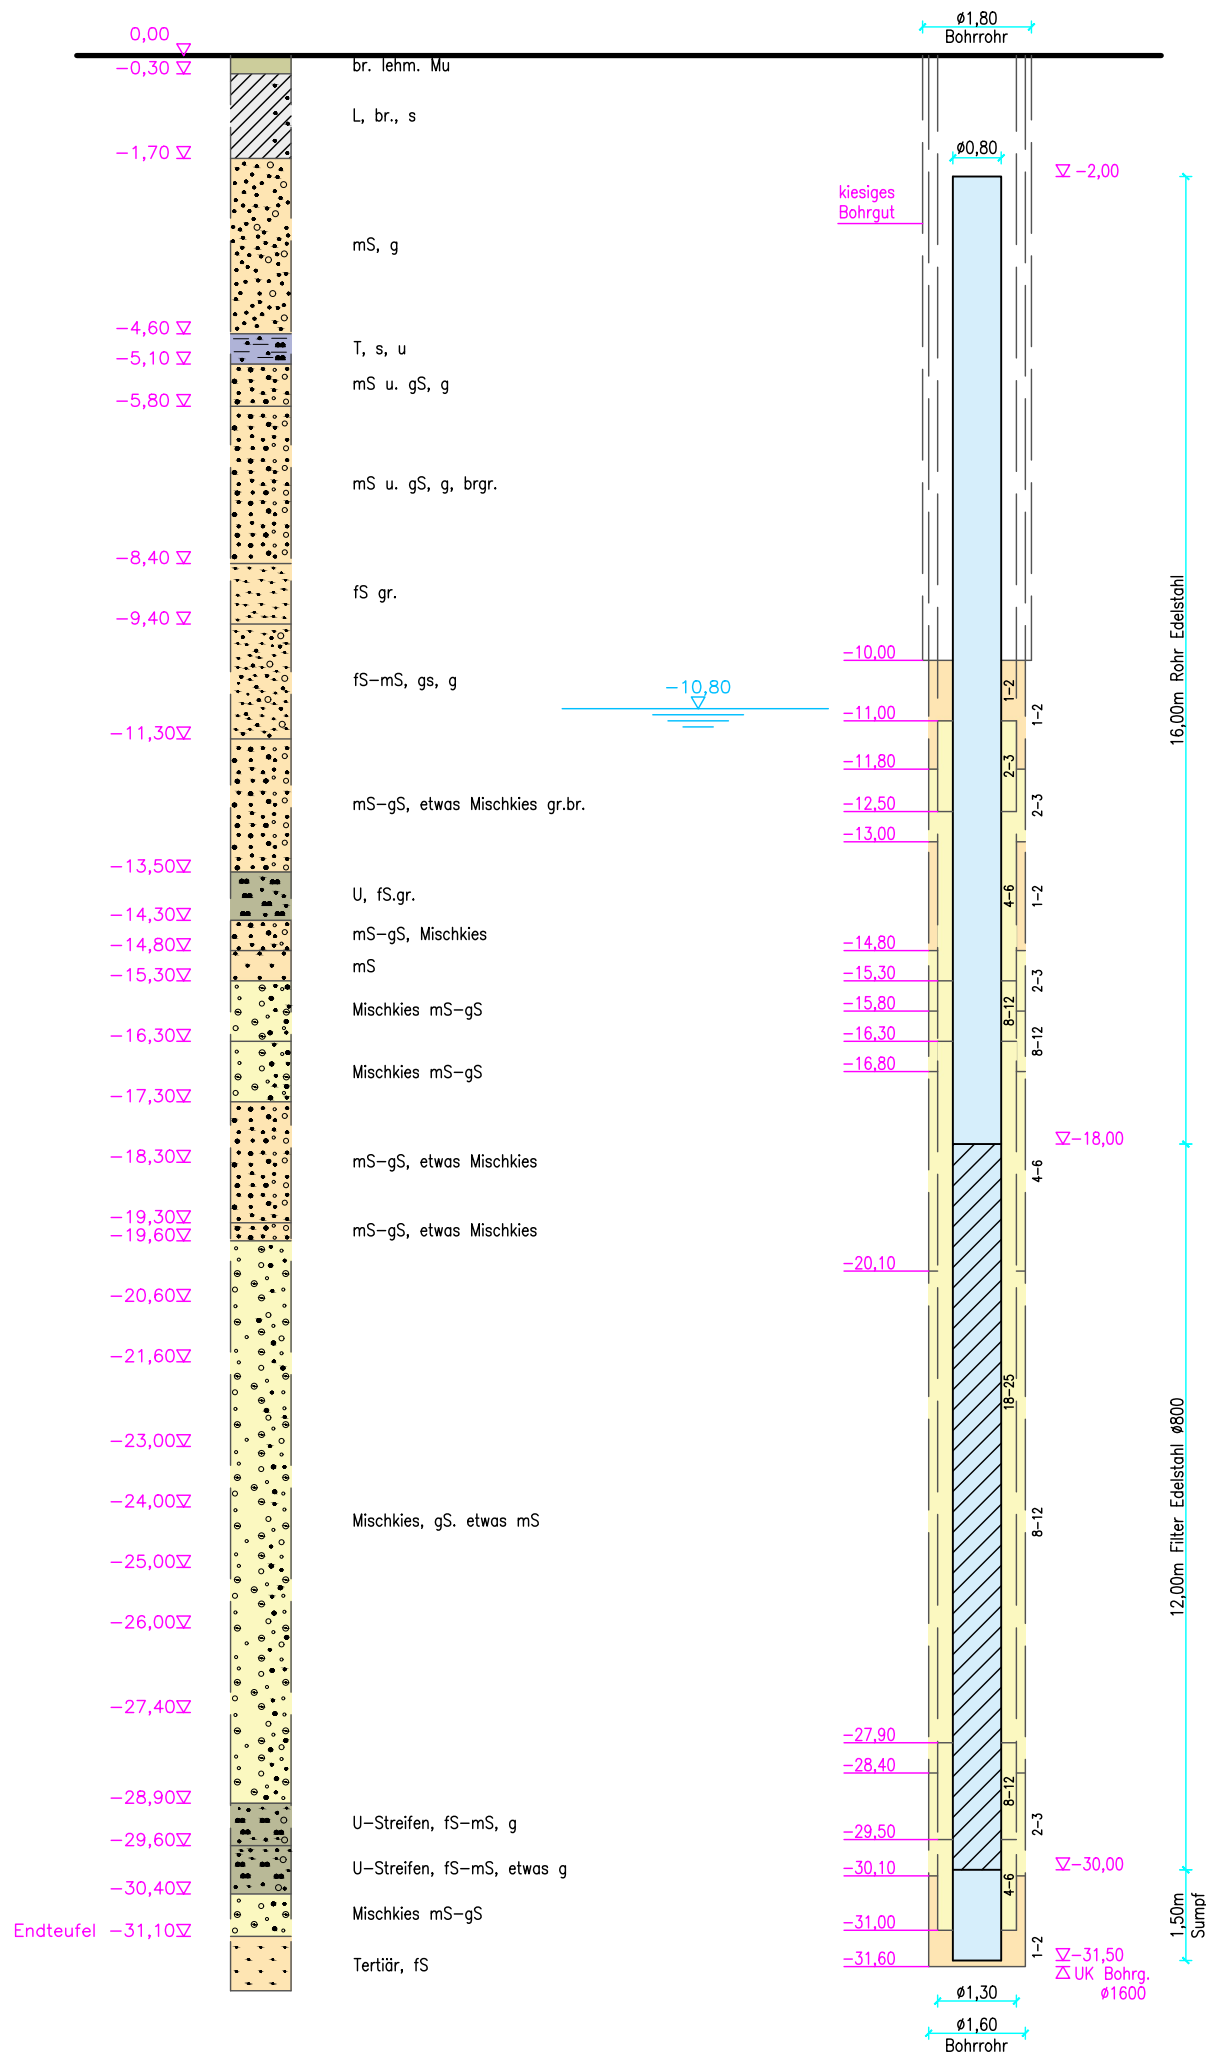 0,00
-0,30
br. lehm. Mu
L, br., s
-1,70
mS, g
-4,60
T, s, u
-5,10
mS u. gS, g
-5,80
mS u. gS, g, brgr.
-8,40
fS gr.
-9,40
fS-mS, gs, g
-11,30
mS-gS, etwas Mischkies gr.br.
-13,50
U, fS.gr.
-14,30
mS-gS, Mischkies
-14,80
mS
-15,30
Mischkies mS-gS
-16,30
Mischkies mS-gS
-17,30
-18,30
mS-gS, etwas Mischkies
-19,30
-19,60
mS-gS, etwas Mischkies
-20,60
-21,60
-23,00
-24,00
Mischkies, gS. etwas mS
-25,00
-26,00
-27,40
-28,90
U-Streifen, fS-mS, g
-29,60
U-Streifen, fS-mS, etwas g
-30,40
Mischkies mS-gS
Endteufel -31,10
Tertiär, fS
-10,80
ø1,80
Bohrrohr
ø0,80
-2,00
kiesiges
Bohrgut
-10,00
-11,00
-11,80
-12,50
-13,00
-14,80
-15,30
-15,80
-16,30
-16,80
-20,10
-27,90
-28,40
-29,50
-30,10
-31,00
-31,60
1-2
2-3
4-6
8-12
18-25
8-12
4-6
1-2
2-3
1-2
2-3
8-12
4-6
8-12
2-3
1-2
-18,00
-30,00
-31,50
UK Bohrg.
ø1600
16,00m Rohr Edelstahl
12,00m Filter Edelstahl ø800
1,50m
Sumpf
ø1,30
ø1,60
Bohrrohr